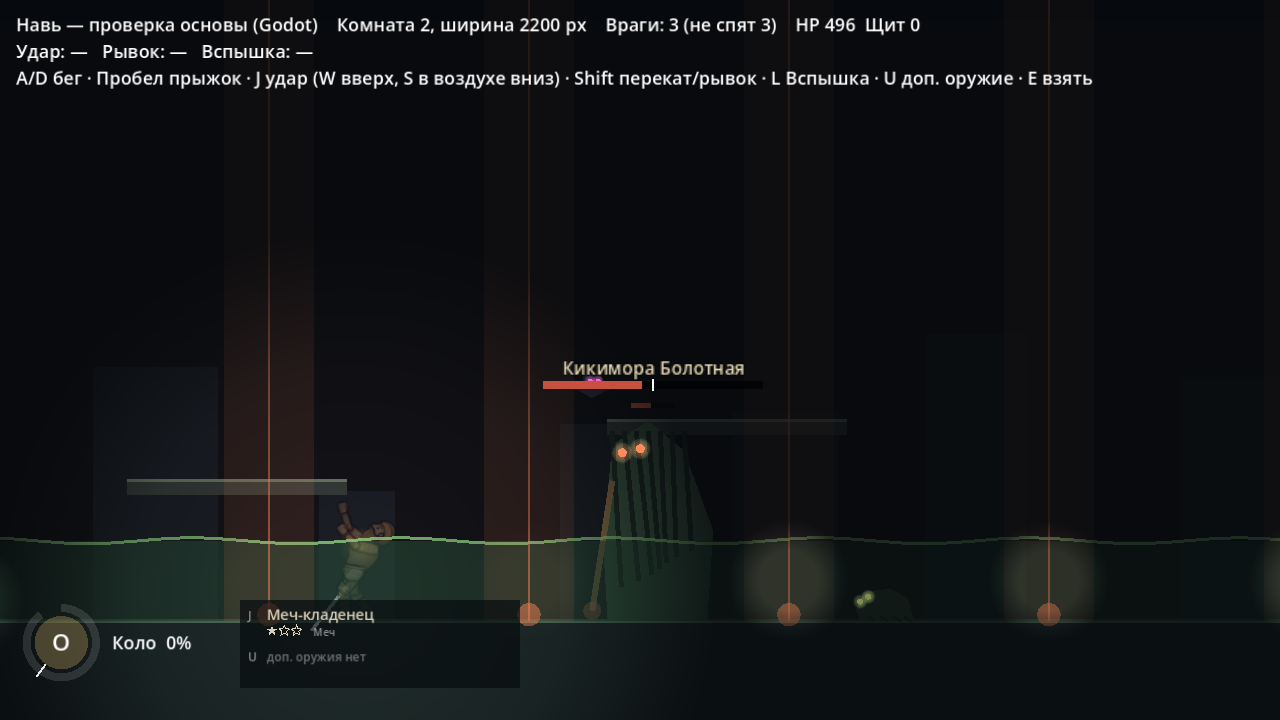 Навь — проверка основы (Godot)    Комната 2, ширина 2200 px    Враги: 3 (не спят 3)    HP 496  Щит 0
Удар: —   Рывок: —   Вспышка: —
A/D бег · Пробел прыжок · J удар (W вверх, S в воздухе вниз) · Shift перекат/рывок · L Вспышка · U доп. оружие · E взять
Кикимора Болотная
J Меч-кладенец
★☆☆ Меч
О Коло 0%
U доп. оружия нет